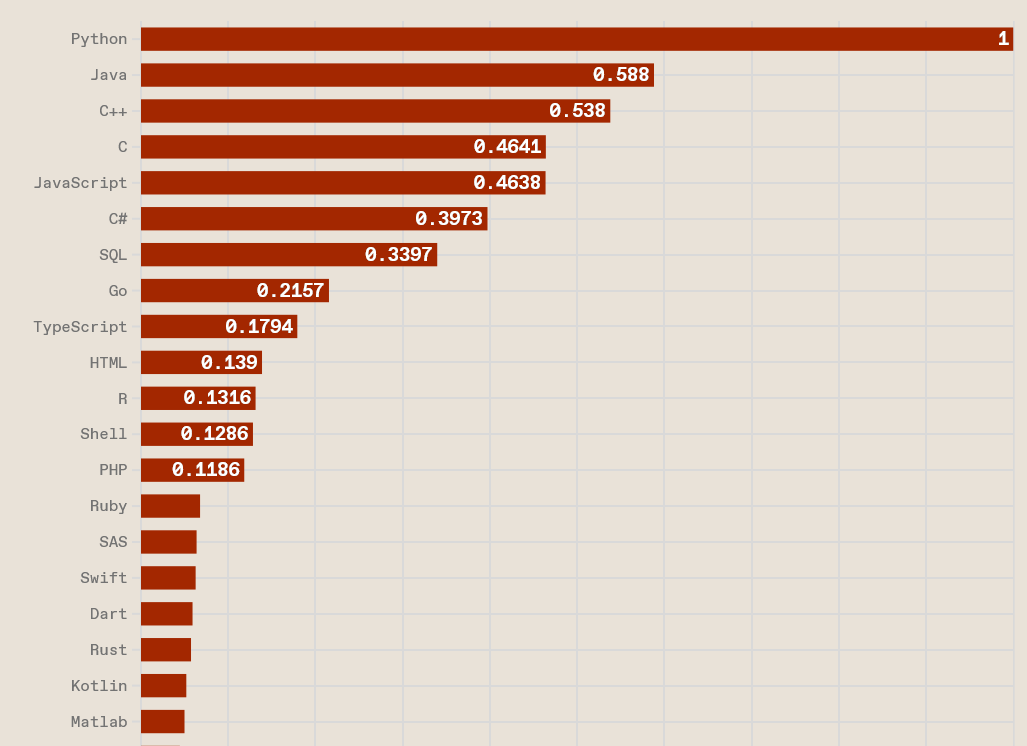 Python 1
Java 0.588
C++ 0.538
C 0.4641
JavaScript 0.4638
C# 0.3973
SQL 0.3397
Go 0.2157
TypeScript 0.1794
HTML 0.139
R 0.1316
Shell 0.1286
PHP 0.1186
Ruby
SAS
Swift
Dart
Rust
Kotlin
Matlab